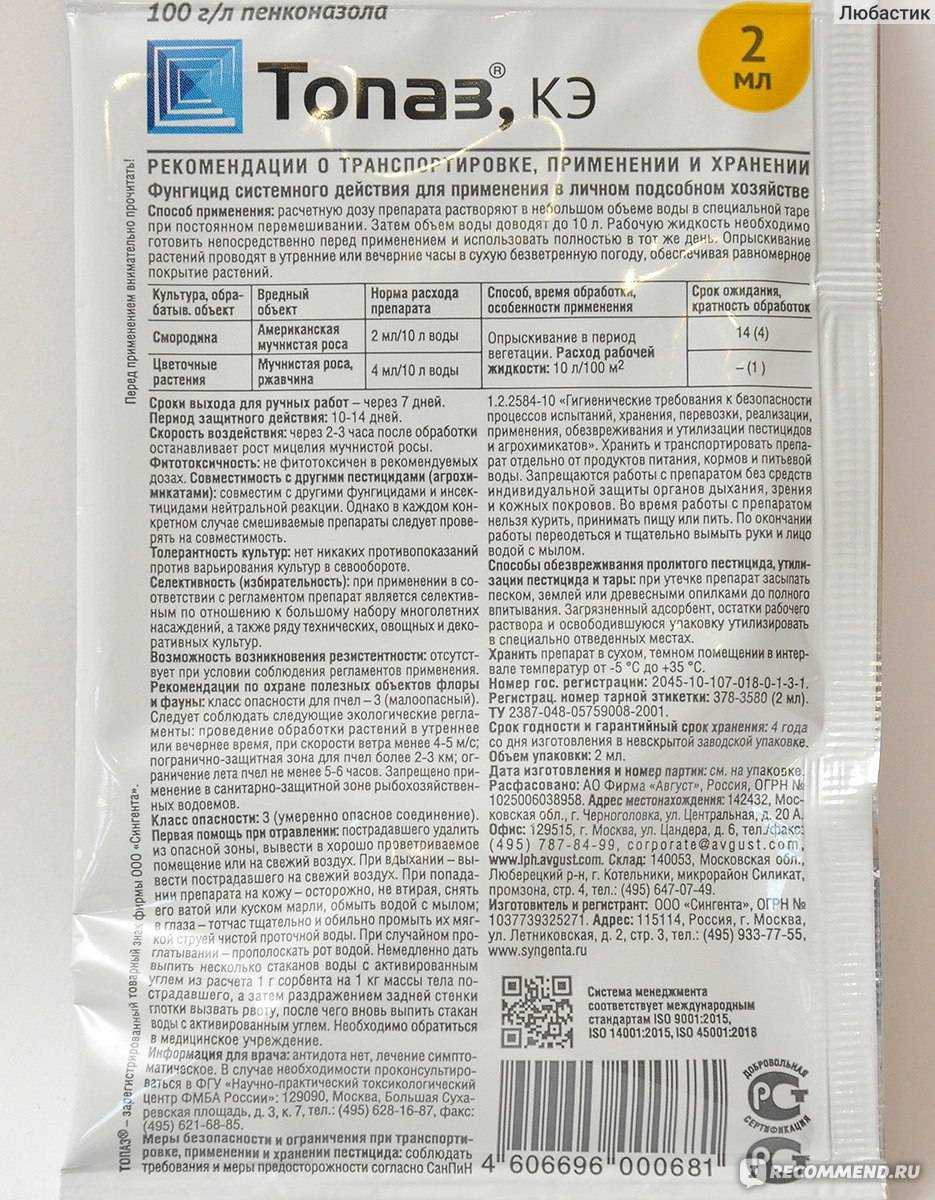 Любастик
100 г/л пенконазола
2
мл
Топаз®, КЭ
РЕКОМЕНДАЦИИ О ТРАНСПОРТИРОВКЕ, ПРИМЕНЕНИИ И ХРАНЕНИИ
Фунгицид системного действия для применения в личном подсобном хозяйстве
Способ применения: расчетную дозу препарата растворяют в небольшом объеме воды в специальной таре
при постоянном перемешивании. Затем объем воды доводят до 10 л. Рабочую жидкость необходимо
готовить непосредственно перед применением и использовать полностью в тот же день. Опрыскивание
растений проводят в утренние или вечерние часы в сухую безветренную погоду, обеспечивая равномерное
покрытие растений.
Перед применением внимательно прочитать!
Культура, обра-
батыв. объект
Вредный
объект
Норма расхода
препарата
Способ, время обработки,
особенности применения
Срок ожидания,
кратность обработок
Смородина
Американская
мучнистая роса
2 мл/10 л воды
Опрыскивание в период
вегетации. Расход рабочей
жидкости: 10 л/100 м²
14 (4)
Цветочные
растения
Мучнистая роса,
ржавчина
4 мл/10 л воды
– (1 )
Сроки выхода для ручных работ – через 7 дней.
Период защитного действия: 10-14 дней.
Скорость воздействия: через 2-3 часа после обработки
останавливает рост мицелия мучнистой росы.
Фитотоксичность: не фитотоксичен в рекомендуемых
дозах. Совместимость с другими пестицидами (агрохи-
микатами): совместим с другими фунгицидами и инсек-
тицидами нейтральной реакции. Однако в каждом кон-
кретном случае смешиваемые препараты следует прове-
рять на совместимость.
Толерантность культур: нет никаких противопоказаний
против варьирования культур в севообороте.
Селективность (избирательность): при применении в со-
ответствии с регламентом препарат является селектив-
ным по отношению к большому набору многолетних
насаждений, а также ряду технических, овощных и деко-
ративных культур.
Возможность возникновения резистентности: отсутст-
вует при условии соблюдения регламентов применения.
Рекомендации по охране полезных объектов флоры
и фауны: класс опасности для пчел – 3 (малоопасный).
Следует соблюдать следующие экологические регла-
менты: проведение обработки растений в утреннее
или вечернее время, при скорости ветра менее 4-5 м/с;
погранично-защитная зона для пчел более 2-3 км; ог-
раничение лета пчел не менее 5-6 часов. Запрещено при-
менение в санитарно-защитной зоне рыбохозяйствен-
ных водоемов.
Класс опасности: 3 (умеренно опасное соединение).
Первая помощь при отравлении: пострадавшего удалить
из опасной зоны, вывести в хорошо проветриваемое
помещение или на свежий воздух. При вдыхании – вы-
вести пострадавшего на свежий воздух. При попада-
нии препарата на кожу – осторожно, не втирая, снять
его ватой или куском марли, обмыть водой с мылом;
в глаза – тотчас тщательно и обильно промыть их мяг-
кой струей чистой проточной воды. При случайном про-
глатывании – прополоскать рот водой. Немедленно дать
выпить несколько стаканов воды с активированным
углем из расчета 1 г сорбента на 1 кг массы тела по-
страдавшего, а затем раздражением задней стенки
глотки вызвать рвоту, после чего вновь выпить стакан
воды с активированным углем. Необходимо обратиться
в медицинское учреждение.
Информация для врача: антидота нет, лечение симпто-
матическое. В случае необходимости проконсультиро-
ваться в ФГУ «Научно-практический токсикологический
центр ФМБА России»: 129090, Москва, Большая Суха-
ревская площадь, д. 3, к. 7, тел.: (495) 628-16-87, факс:
(495) 621-68-85.
Меры безопасности и ограничения при транспорти-
ровке, применении и хранении пестицида: соблюдать
требования и меры предосторожности согласно СанПиН
ТОПАЗ® – зарегистрированный товарный знак фирмы ООО «Сингента».
1.2.2584-10 «Гигиенические требования к безопасности
процессов испытаний, хранения, перевозки, реализации,
применения, обезвреживания и утилизации пестицидов
и агрохимикатов». Хранить и транспортировать препа-
рат отдельно от продуктов питания, кормов и питьевой
воды. Запрещаются работы с препаратом без средств
индивидуальной защиты органов дыхания, зрения
и кожных покровов. Во время работы с препаратом
нельзя курить, принимать пищу или пить. По окончании
работы переодеться и тщательно вымыть руки и лицо
водой с мылом.
Способы обезвреживания пролитого пестицида, утили-
зации пестицида и тары: при утечке препарат засыпать
песком, землей или древесными опилками до полного
впитывания. Загрязненный адсорбент, остатки рабочего
раствора и освободившуюся упаковку утилизировать
в специально отведенных местах.
Хранить препарат в сухом, темном помещении в интер-
вале температур от -5 °С до +35 °С.
Номер гос. регистрации: 2045-10-107-018-0-1-3-1.
Регистрац. номер тарной этикетки: 378-3580 (2 мл).
ТУ 2387-048-05759008-2001.
Срок годности и гарантийный срок хранения: 4 года
со дня изготовления в невскрытой заводской упаковке.
Объем упаковки: 2 мл.
Дата изготовления и номер партии: см. на упаковке.
Расфасовано: АО Фирма «Август», Россия, ОГРН №
1025006038958. Адрес местонахождения: 142432, Мос-
ковская обл., г. Черноголовка, ул. Центральная, д. 20 А.
Офис: 129515, г. Москва, ул. Цандера, д. 6, тел./факс:
(495) 787-84-99, corporate@avgust.com,
www.lph.avgust.com. Склад: 140053, Московская обл.,
Люберецкий р-н, г. Котельники, микрорайон Силикат,
промзона, стр. 4, тел.: (495) 647-07-49.
Изготовитель и регистрант: ООО «Сингента», ОГРН №
1037739325271. Адрес: 115114, Россия, г. Москва,
ул. Летниковская, д. 2, стр. 3, тел.: (495) 933-77-55,
www.syngenta.ru
Система менеджмента
соответствует международным
стандартам ISO 9001:2015,
ISO 14001:2015, ISO 45001:2018
4 606696 000681
ДОБРОВОЛЬНАЯ
СЕРТИФИКАЦИЯ
RECOMMEND.RU